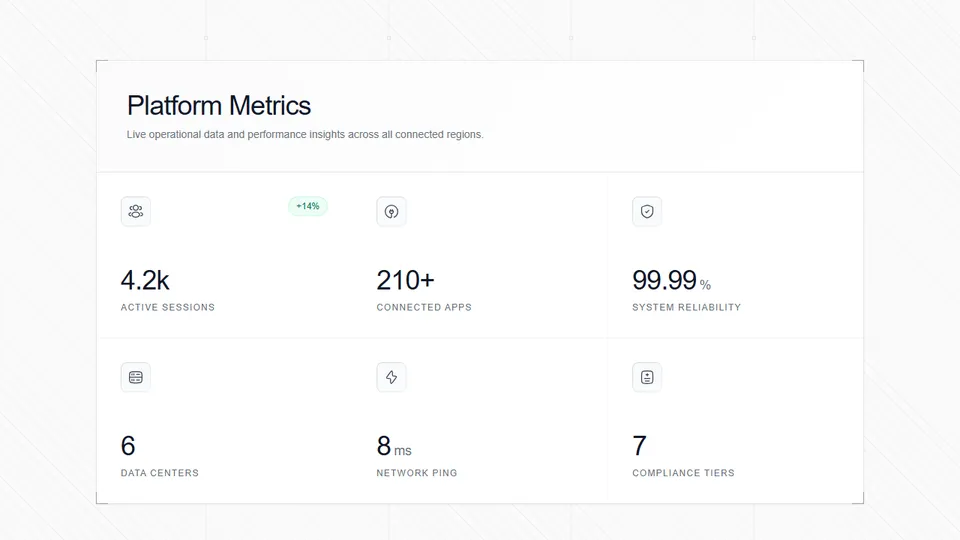 Platform Metrics
Live operational data and performance insights across all connected regions.
+14%
4.2k
ACTIVE SESSIONS
210+
CONNECTED APPS
99.99 %
SYSTEM RELIABILITY
6
DATA CENTERS
8 ms
NETWORK PING
7
COMPLIANCE TIERS